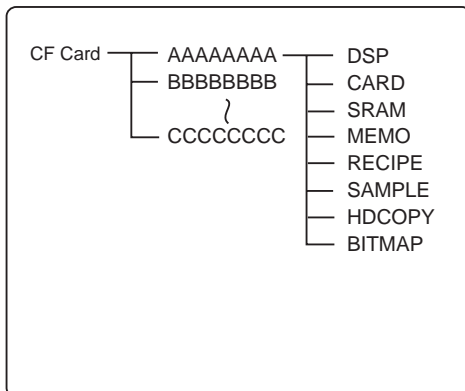 CF Card AAAAAAAA DSP
BBBBBBBB CARD
SRAM
CCCCCCCC MEMO
RECIPE
SAMPLE
HDCOPY
BITMAP